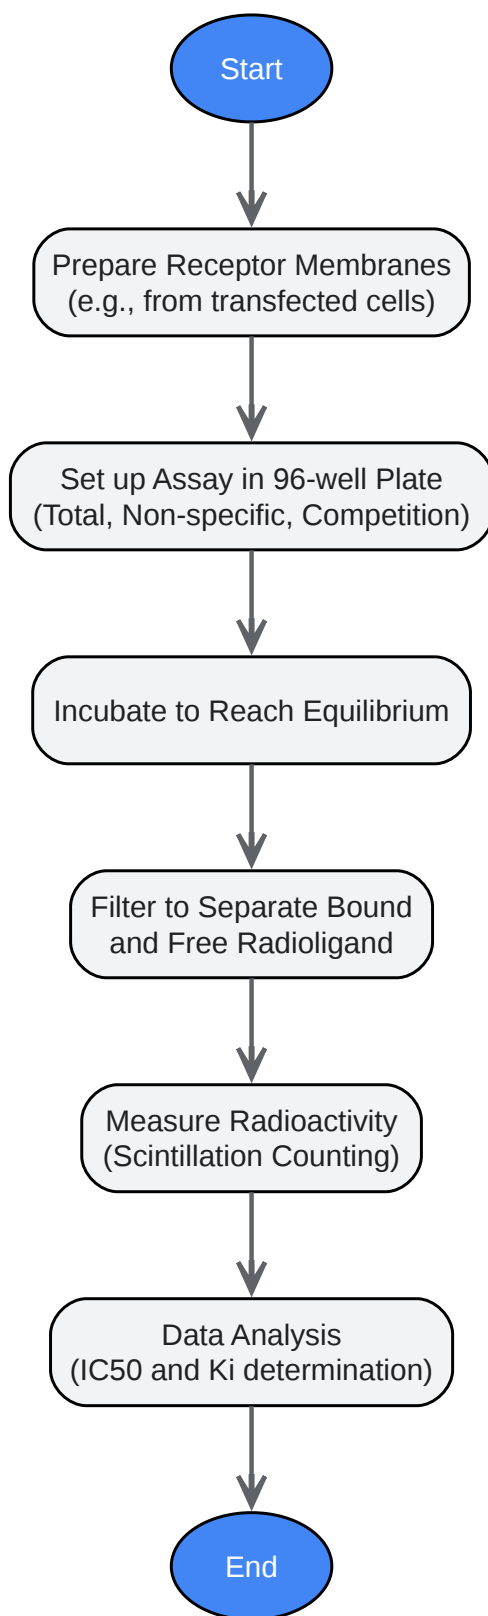 Start
Prepare Receptor Membranes
(e.g., from transfected cells)
Set up Assay in 96-well Plate
(Total, Non-specific, Competition)
Incubate to Reach Equilibrium
Filter to Separate Bound
and Free Radioligand
Measure Radioactivity
(Scintillation Counting)
Data Analysis
(IC50 and Ki determination)
End